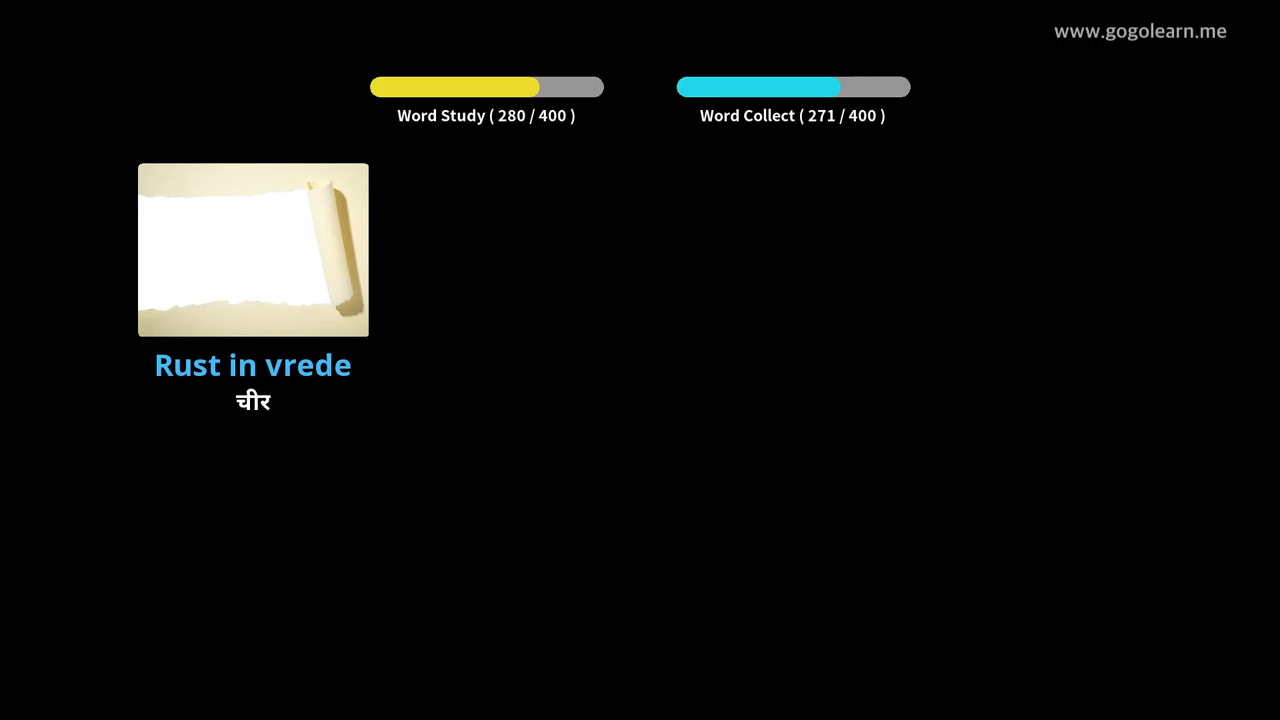 www.gogolearn.me
Word Study ( 280 / 400 )
Word Collect ( 271 / 400 )
Rust in vrede
चीर